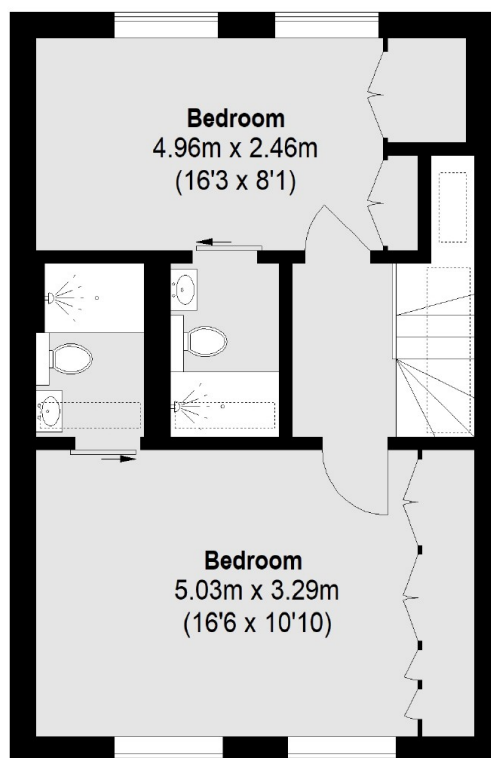 Bedroom
4.96m x 2.46m
(16'3 x 8'1)
Bedroom
5.03m x 3.29m
(16'6 x 10'10)